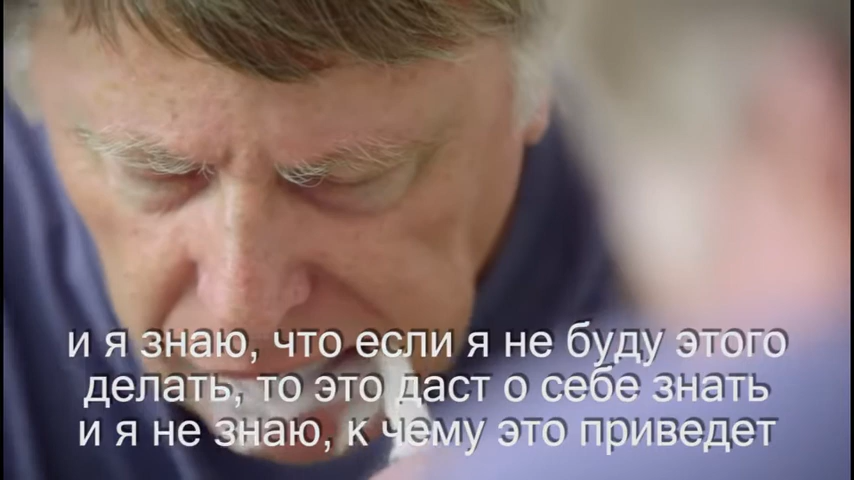 и я знаю, что если я не буду этого
делать, то это даст о себе знать
и я не знаю, к чему это приведет